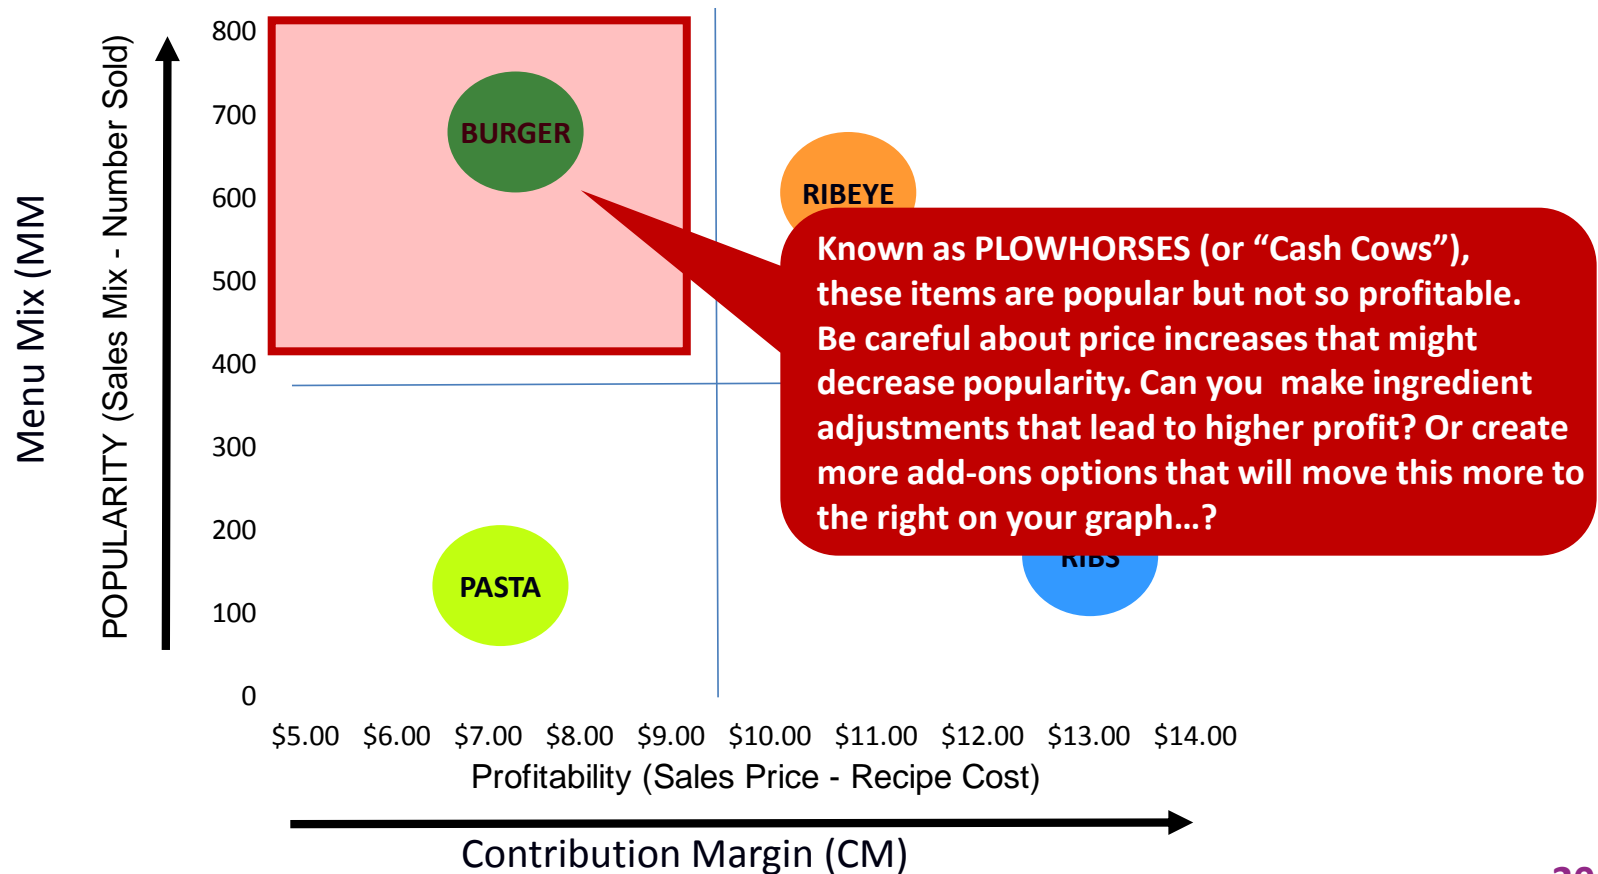 Menu Mix (MM
POPULARITY (Sales Mix - Number Sold)
800
700
600
500
400
300
200
100
0
BURGER
RIBEYE
Known as PLOWHORSES (or “Cash Cows”),
these items are popular but not so profitable.
Be careful about price increases that might
decrease popularity. Can you make ingredient
adjustments that lead to higher profit? Or create
more add-ons options that will move this more to
the right on your graph…?
PASTA
RIBS
$5.00 $6.00 $7.00 $8.00 $9.00 $10.00 $11.00 $12.00 $13.00 $14.00
Profitability (Sales Price - Recipe Cost)
Contribution Margin (CM)